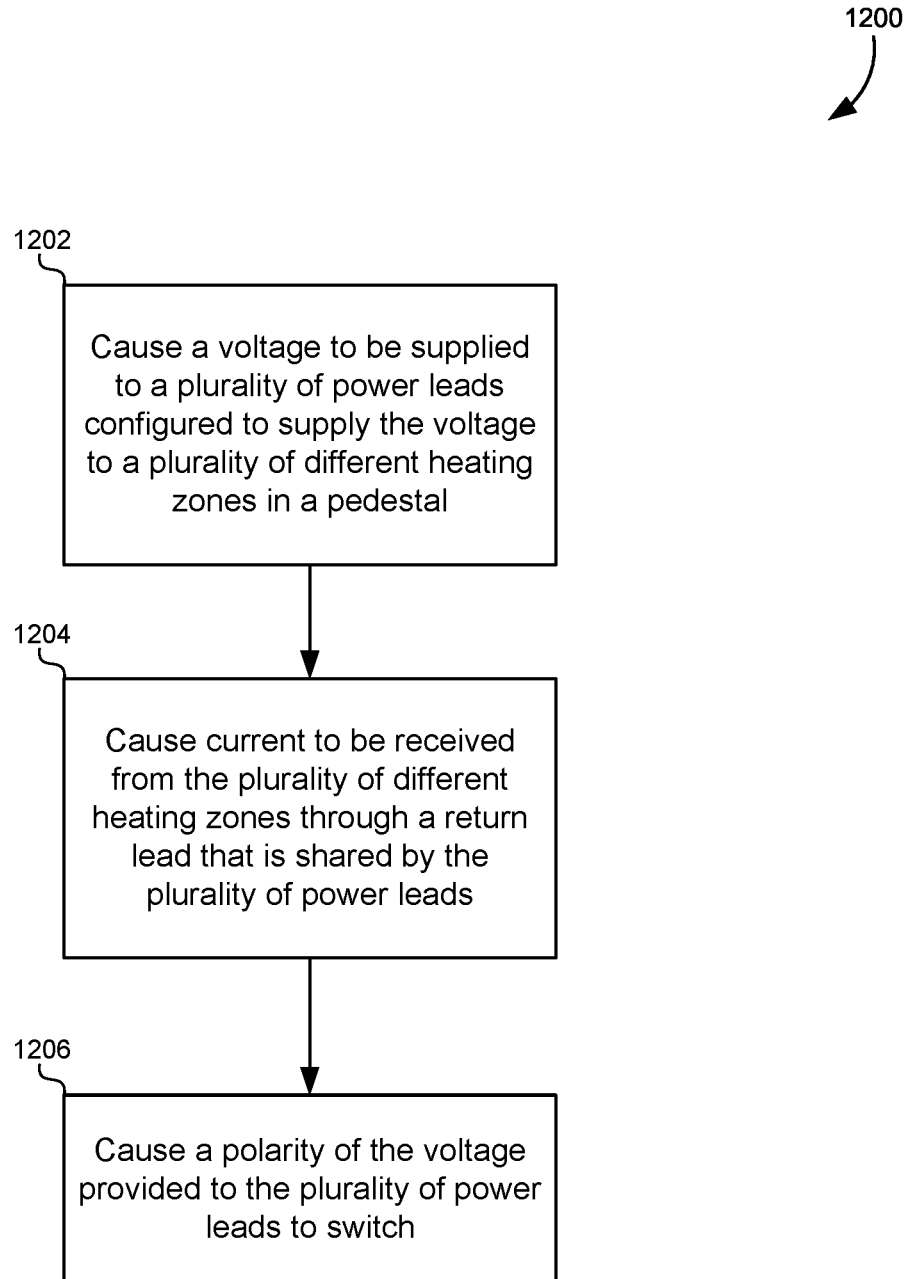 1200
1202
Cause a voltage to be supplied
to a plurality of power leads
configured to supply the voltage
to a plurality of different heating
zones in a pedestal
1204
Cause current to be received
from the plurality of different
heating zones through a return
lead that is shared by the
plurality of power leads
1206
Cause a polarity of the voltage
provided to the plurality of power
leads to switch